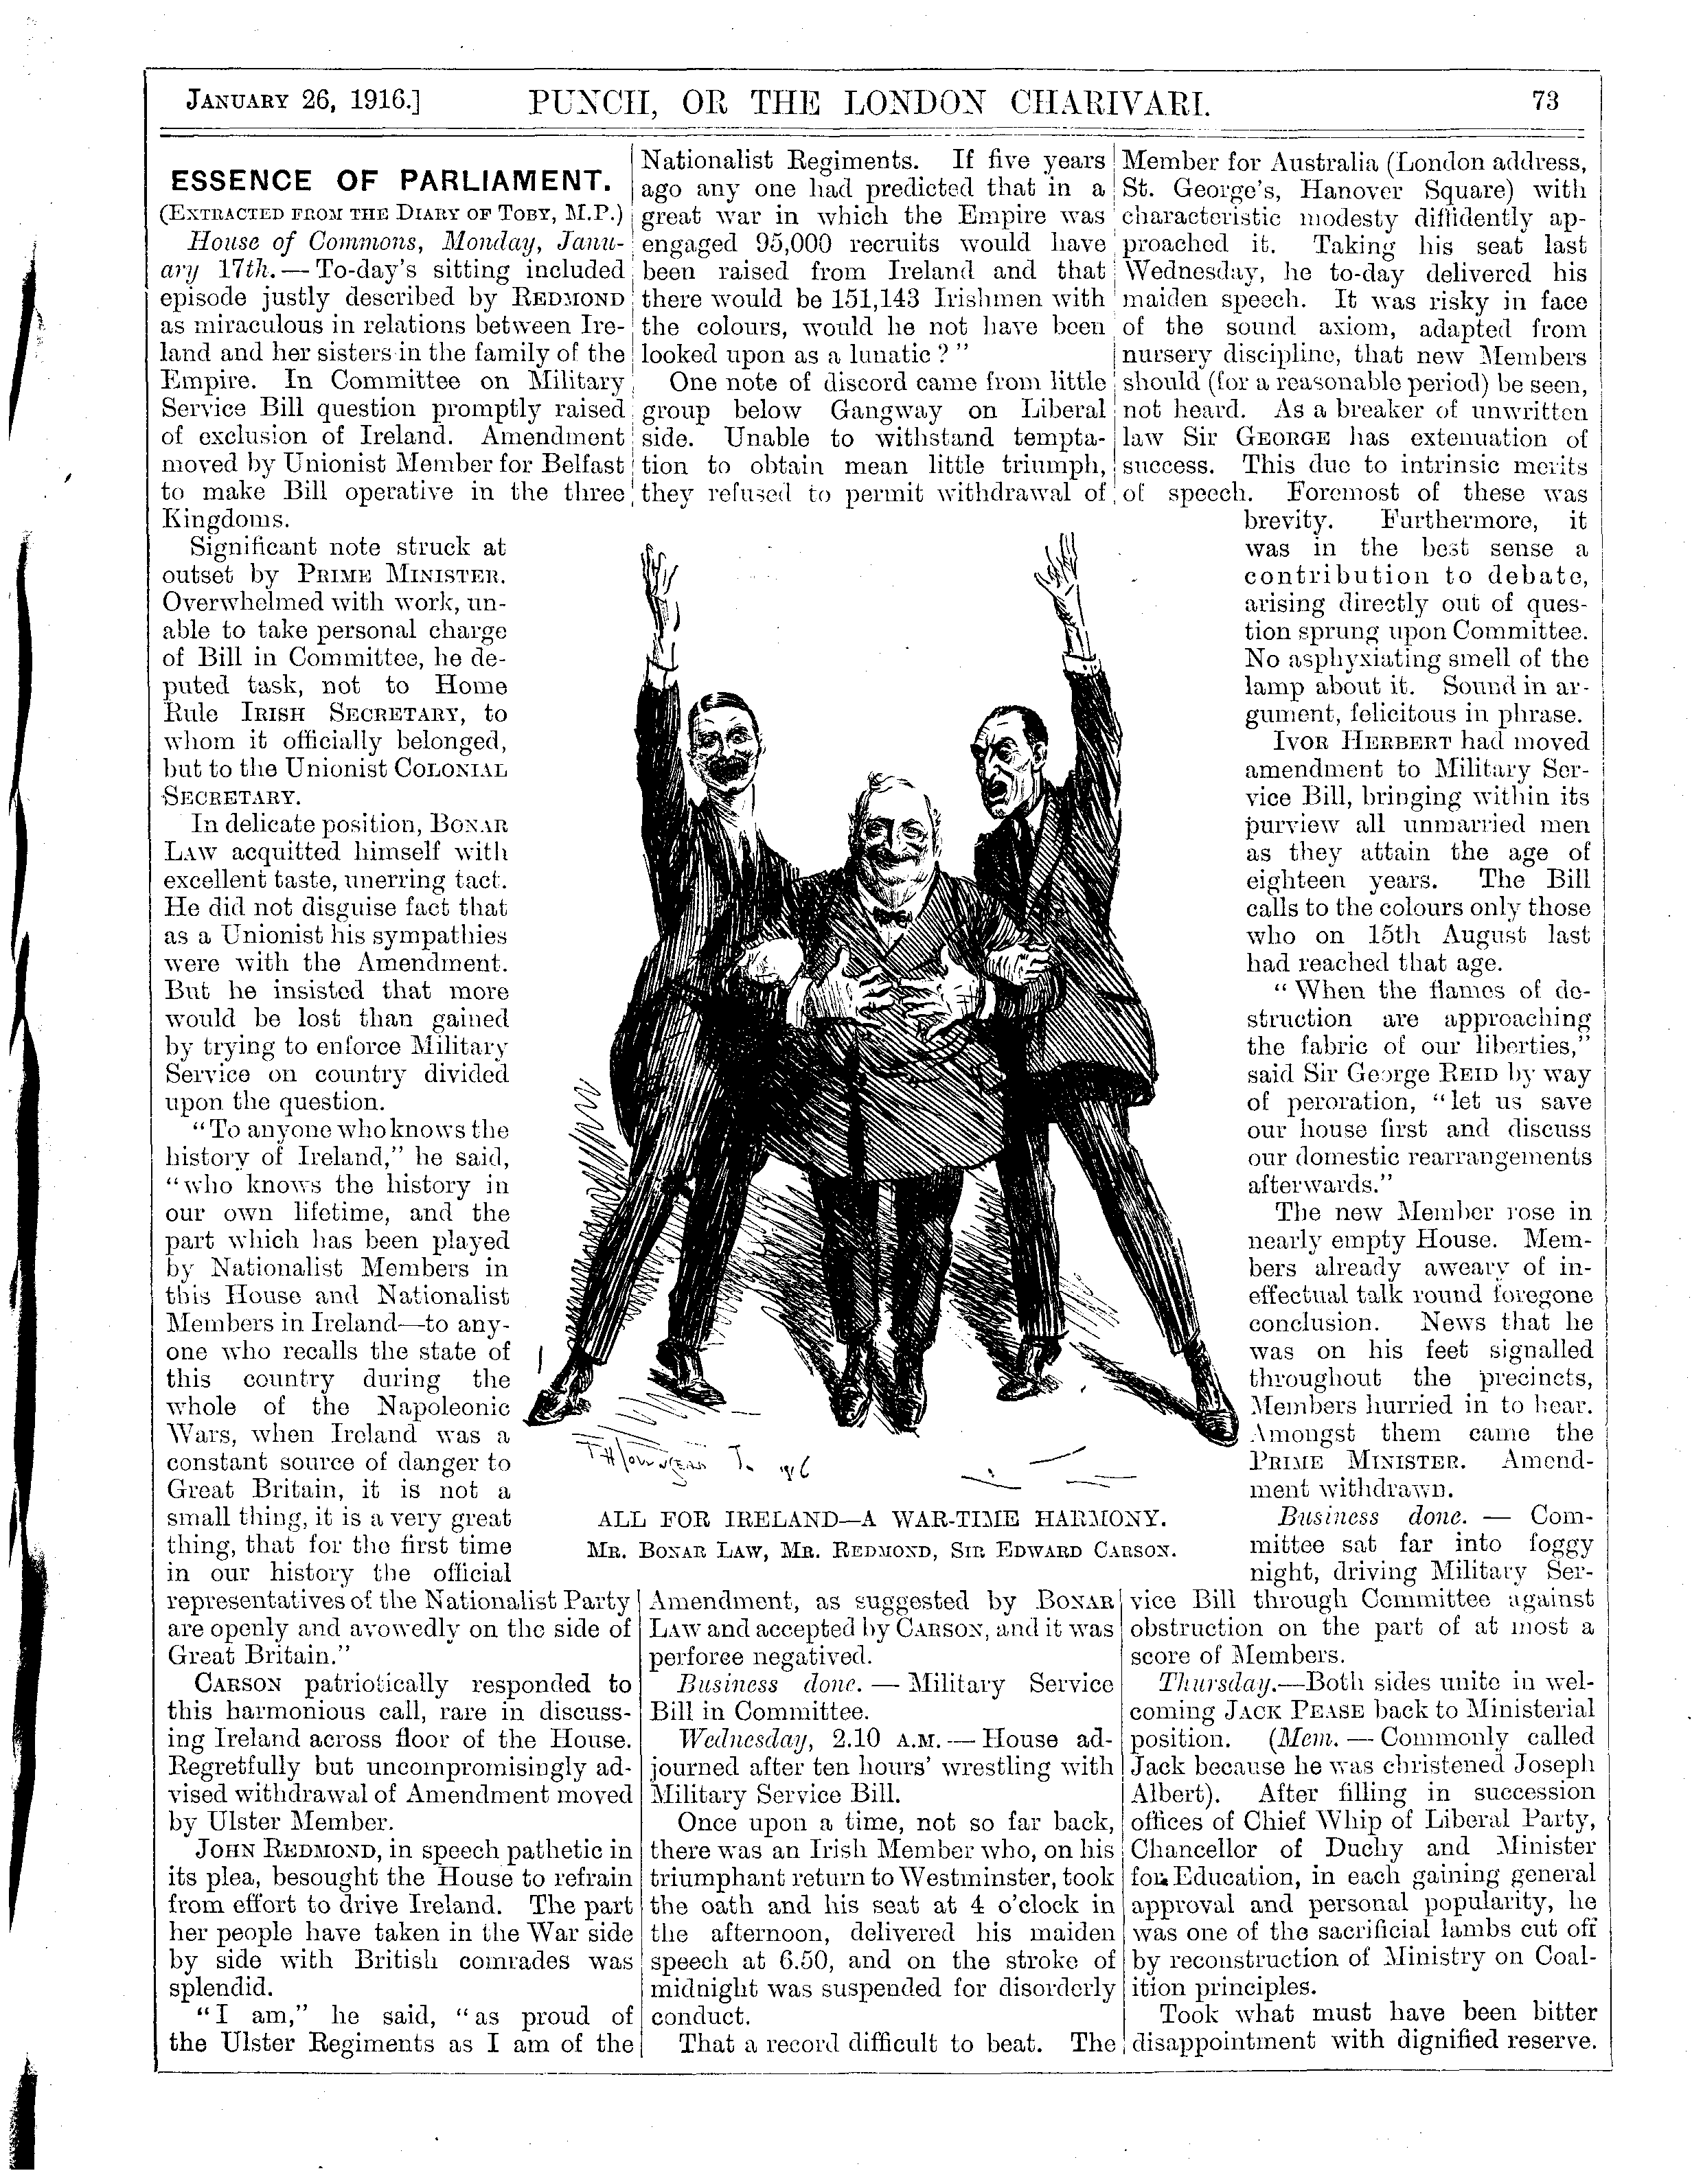 JANUARY 26, 1916.] PUNCH, OR THE LONDON CHARIVARI. 73
ESSENCE OF PARLIAMENT.
(EXTRACTED FROM THE DIARY OF TOBY, M.P.)
House of Commons, Monday, Janu-
ary 17th.—To-day's sitting included
episode justly described by REDMOND
as miraculous in relations between Ire-
land and her sisters in the family of the
Empire. In Committee on Military
Service Bill question promptly raised
of exclusion of Ireland. Amendment
moved by Unionist Member for Belfast
to make Bill operative in the three
Kingdoms.
Significant note struck at
outset by PRIME MINISTER.
Overwhelmed with work, un-
able to take personal charge
of Bill in Committee, he de-
puted task, not to Home
Rule IRISH SECRETARY, to
whom it officially belonged,
but to the Unionist COLONIAL
SECRETARY.
In delicate position, BONAR
LAW acquitted himself with
excellent taste, unerring tact.
He did not disguise fact that
as a Unionist his sympathies
were with the Amendment.
But he insisted that more
would be lost than gained
by trying to enforce Military
Service on country divided
upon the question.
"To anyone who knows the
history of Ireland," he said,
"who knows the history in
our own lifetime, and the
part which has been played
by Nationalist Members in
this House and Nationalist
Members in Ireland—to any-
one who recalls the state of
this country during the
whole of the Napoleonic
Wars, when Ireland was a
constant source of danger to
Great Britain, it is not a
small thing, it is a very great
thing, that for the first time
in our history the official
representatives of the Nationalist Party
are openly and avowedly on the side of
Great Britain."
CARSON patriotically responded to
this harmonious call, rare in discuss-
ing Ireland across floor of the House.
Regretfully but uncompromisingly ad-
vised withdrawal of Amendment moved
by Ulster Member.
JOHN REDMOND, in speech pathetic in
its plea, besought the House to refrain
from effort to drive Ireland. The part
her people have taken in the War side
by side with British comrades was
splendid.
"I am," he said, "as proud of
the Ulster Regiments as I am of the
Nationalist Regiments. If five years
ago any one had predicted that in a
great war in which the Empire was
engaged 95,000 recruits would have
been raised from Ireland and that
there would be 151,143 Irishmen with
the colours, would he not have been
looked upon as a lunatic?"
One note of discord came from little
group below Gangway on Liberal
side. Unable to withstand tempta-
tion to obtain mean little triumph,
they refused to permit withdrawal of
ALL FOR IRELAND—A WAR-TIME HARMONY.
MR. BONAR LAW, MR. REDMOND, SIR EDWARD CARSON.
Amendment, as suggested by BONAR
LAW and accepted by CARSON, and it was
perforce negatived.
Business done.—Military Service
Bill in Committee.
Wednesday, 2.10 A.M.—House ad-
journed after ten hours' wrestling with
Military Service Bill.
Once upon a time, not so far back,
there was an Irish Member who, on his
triumphant return to Westminster, took
the oath and his seat at 4 o'clock in
the afternoon, delivered his maiden
speech at 6.50, and on the stroke of
midnight was suspended for disorderly
conduct.
That a record difficult to beat. The
Member for Australia (London address,
St. George's, Hanover Square) with
characteristic modesty diffidently ap-
proached it. Taking his seat last
Wednesday, he to-day delivered his
maiden speech. It was risky in face
of the sound axiom, adapted from
nursery discipline, that new Members
should (for a reasonable period) be seen,
not heard. As a breaker of unwritten
law Sir GEORGE has extenuation of
success. This due to intrinsic merits
of speech. Foremost of these was
brevity. Furthermore, it
was in the best sense a
contribution to debate,
arising directly out of ques-
tion sprung upon Committee.
No asphyxiating smell of the
lamp about it. Sound in ar-
gument, felicitous in phrase.
IVOR HERBERT had moved
amendment to Military Ser-
vice Bill, bringing within its
purview all unmarried men
as they attain the age of
eighteen years. The Bill
calls to the colours only those
who on 15th August last
had reached that age.
"When the flames of de-
struction are approaching
the fabric of our liberties,"
said Sir George REID by way
of peroration, "let us save
our house first and discuss
our domestic rearrangements
afterwards."
The new Member rose in
nearly empty House. Mem-
bers already aweary of in-
effectual talk round foregone
conclusion. News that he
was on his feet signalled
throughout the precincts,
Members hurried in to hear.
Amongst them came the
PRIME MINISTER. Amend-
ment withdrawn.
Business done.—Com-
mittee sat far into foggy
night, driving Military Ser-
vice Bill through Committee against
obstruction on the part of at most a
score of Members.
Thursday.—Both sides unite in wel-
coming JACK PEASE back to Ministerial
position. (Mem.—Commonly called
Jack because he was christened Joseph
Albert). After filling in succession
offices of Chief Whip of Liberal Party,
Chancellor of Duchy and Minister
for Education, in each gaining general
approval and personal popularity, he
was one of the sacrificial lambs cut off
by reconstruction of Ministry on Coal-
ition principles.
Took what must have been bitter
disappointment with dignified reserve.